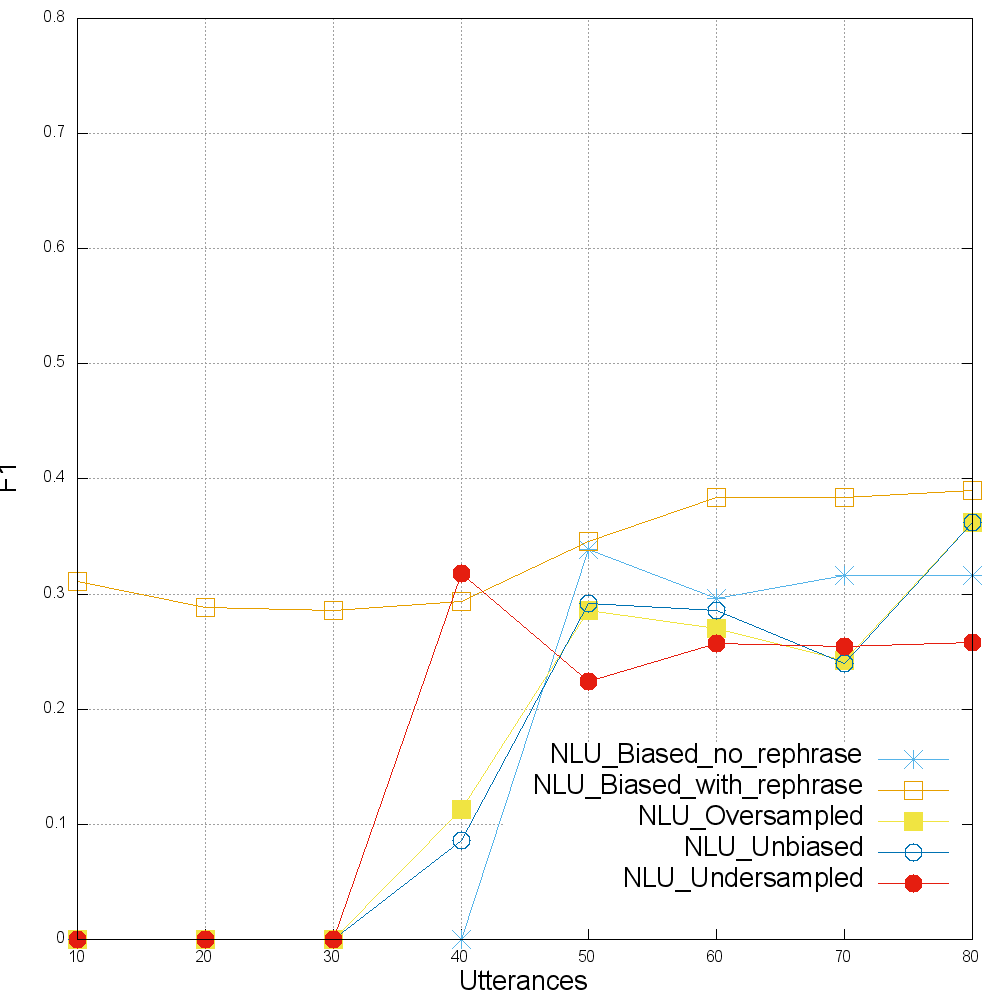 0.8
0.7
0.6
0.5
0.4
0.3
0.2
0.1
0
F1
10 20 30 40 50 60 70 80
Utterances
NLU_Biased_no_rephrase
NLU_Biased_with_rephrase
NLU_Oversampled
NLU_Unbiased
NLU_Undersampled